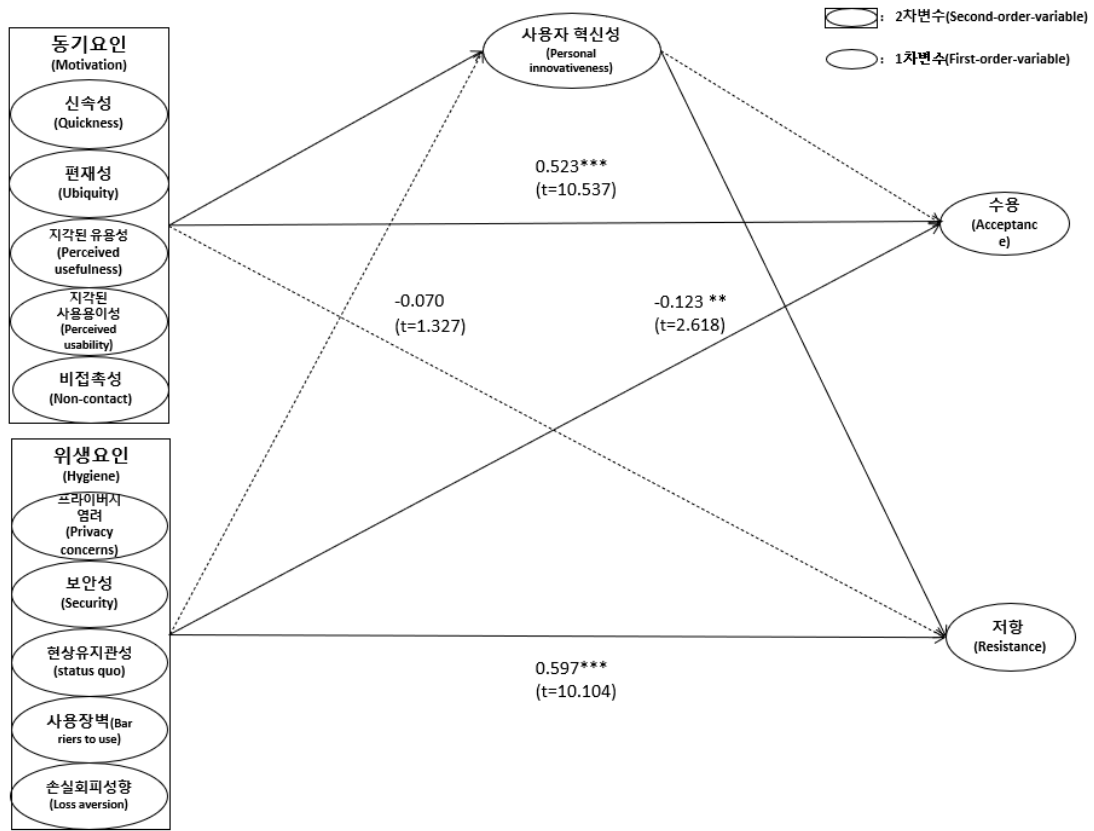 동기요인
(Motivation)
신속성
(Quickness)
편재성
(Ubiquity)
지각된 유용성
(Perceived
usefulness)
지각된
사용용이성
(Perceived
usability)
비접촉성
(Non-contact)
위생요인
(Hygiene)
프라이버시
염려
(Privacy
concerns)
보안성
(Security)
현상유지관성
(status quo)
사용장벽(Bar
riers to use)
손실회피성향
(Loss aversion)
사용자 혁신성
(Personal
innovativeness)
0.523***
(t=10.537)
-0.070
(t=1.327)
-0.123 **
(t=2.618)
0.597***
(t=10.104)
수용
(Acceptanc
e)
저항
(Resistance)
: 2차변수(Second-order-variable)
: 1차변수(First-order-variable)